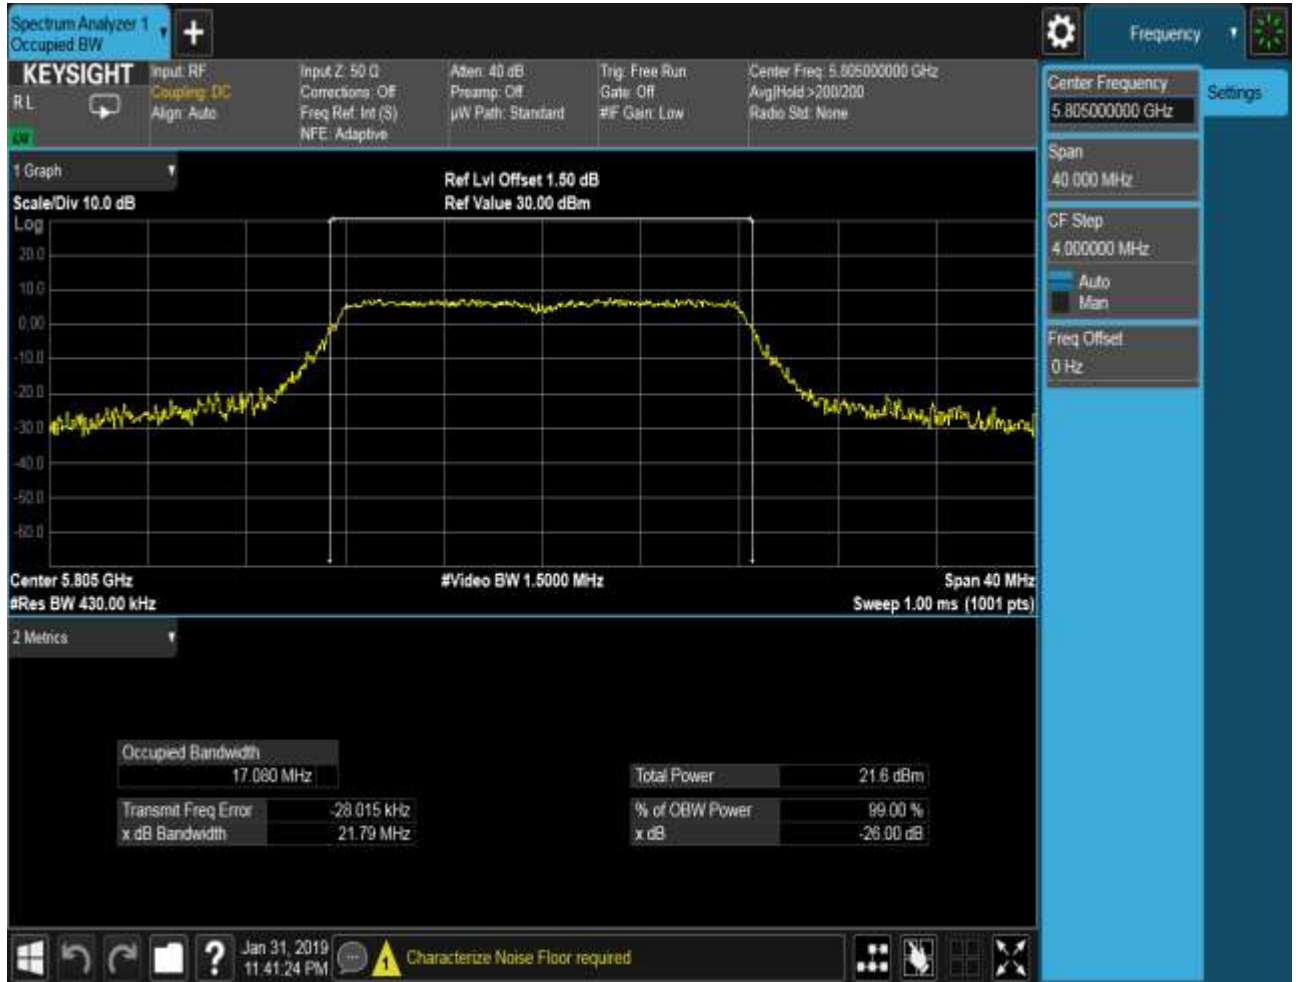 Spectrum Analyzer 1
Occupied BW
Frequency
KEYSIGHT
R L
Input: RF
Coupling: DC
Align: Auto
Input Z: 50 Ω
Corrections: Off
Freq Ref: Int (S)
NFE: Adaptive
Atten: 40 dB
Preamp: Off
µW Path: Standard
Trig: Free Run
Gate: Off
#IF Gain: Low
Center Freq: 5.805000000 GHz
Avg|Hold:>200/200
Radio Std: None
Center Frequency
5.805000000 GHz
Settings
Span
40.000 MHz
CF Step
4.000000 MHz
Auto
Man
Freq Offset
0 Hz
1 Graph
Scale/Div 10.0 dB
Ref Lvl Offset 1.50 dB
Ref Value 30.00 dBm
Log
20.0
10.0
0.00
-10.0
-20.0
-30.0
-40.0
-50.0
-60.0
Center 5.805 GHz
#Res BW 430.00 kHz
#Video BW 1.5000 MHz
Span 40 MHz
Sweep 1.00 ms (1001 pts)
2 Metrics
Occupied Bandwidth
17.080 MHz
Transmit Freq Error -28.015 kHz
x dB Bandwidth 21.79 MHz
Total Power 21.6 dBm
% of OBW Power 99.00 %
x dB -26.00 dB
Jan 31, 2019
11:41:24 PM
1
Characterize Noise Floor required